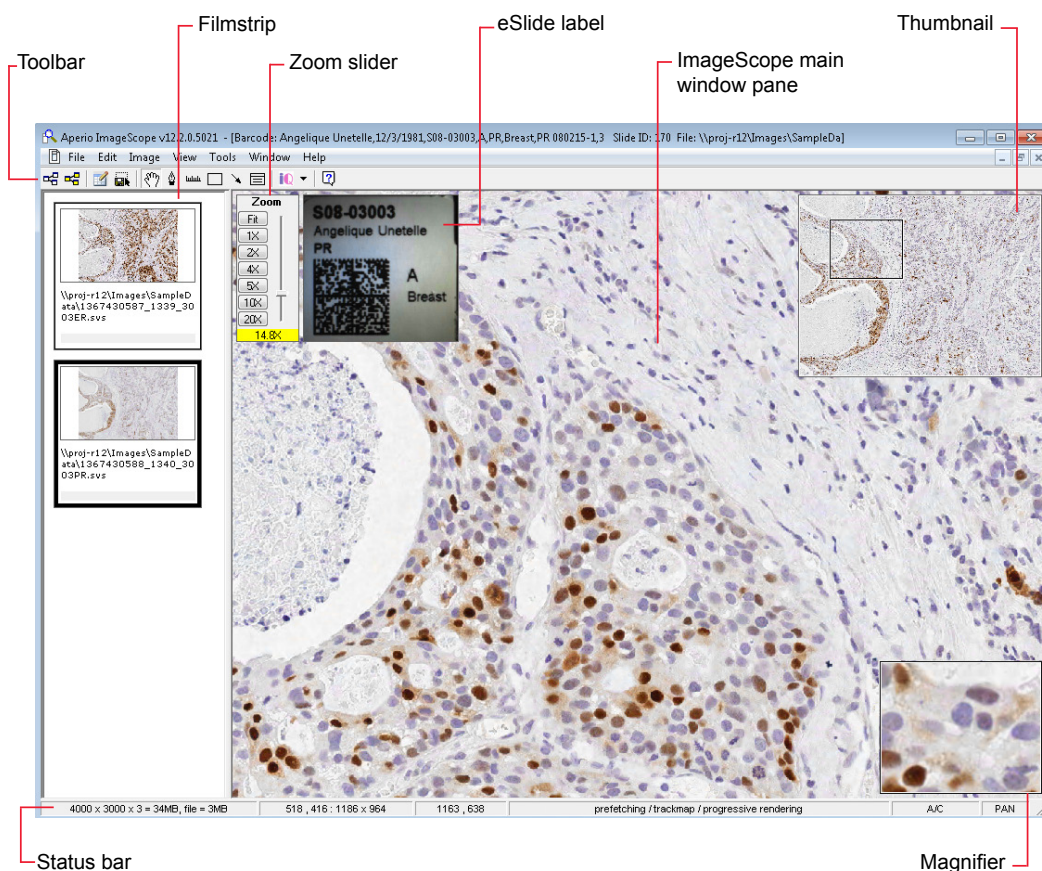 Filmstrip
eSlide label
Thumbnail
Toolbar
Zoom slider
ImageScope main
window pane
Aperio ImageScope v12.2.0.5021 - [Barcode: Angelique Unetelle,12/3/1981,S08-03003,A,PR,Breast,PR 080215-1,3 Slide ID: 170 File: \\proj-r12\Images\SampleDa]
File Edit Image View Tools Window Help
iQ
\\proj-r12\Images\SampleD
ata\1367430587_1339_30
03ER.svs
\\proj-r12\Images\SampleD
ata\1367430588_1340_30
03PR.svs
Zoom
Fit
1X
2X
4X
5X
10X
20X
14.8X
S08-03003
Angelique Unetelle
PR
A
Breast
4000 x 3000 x 3 = 34MB, file = 3MB
518 , 416 : 1186 x 964
1163 , 638
prefetching / trackmap / progressive rendering
A/C
PAN
Status bar
Magnifier